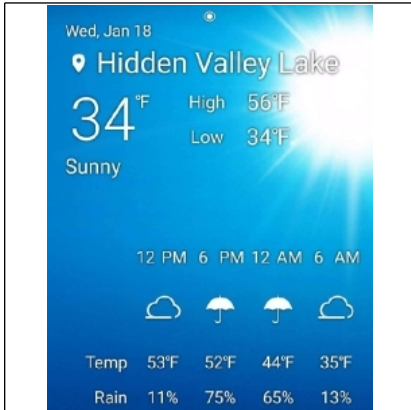 Wed, Jan 18
Hidden Valley Lake
34°F High 56°F
Low 34°F
Sunny
12 PM 6 PM 12 AM 6 AM
Temp 53°F 52°F 44°F 35°F
Rain 11% 75% 65% 13%